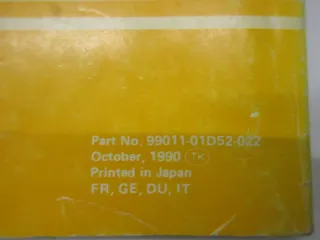 Part No. 99011-01D52-022
October, 1990 (TK)
Printed in Japan
FR, GE, DU, IT